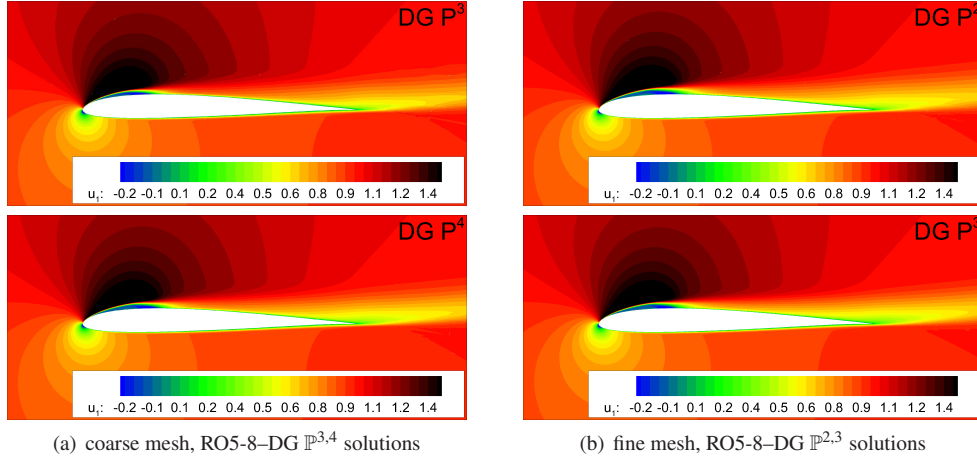 DG P³
u₁: -0.2 -0.1 0.1 0.2 0.4 0.5 0.6 0.8 0.9 1.1 1.2 1.4
DG P²
u₁: -0.2 -0.1 0.1 0.2 0.4 0.5 0.6 0.8 0.9 1.1 1.2 1.4
DG P⁴
u₁: -0.2 -0.1 0.1 0.2 0.4 0.5 0.6 0.8 0.9 1.1 1.2 1.4
DG P³
u₁: -0.2 -0.1 0.1 0.2 0.4 0.5 0.6 0.8 0.9 1.1 1.2 1.4
(a) coarse mesh, RO5-8–DG ℙ³,⁴ solutions
(b) fine mesh, RO5-8–DG ℙ²,³ solutions